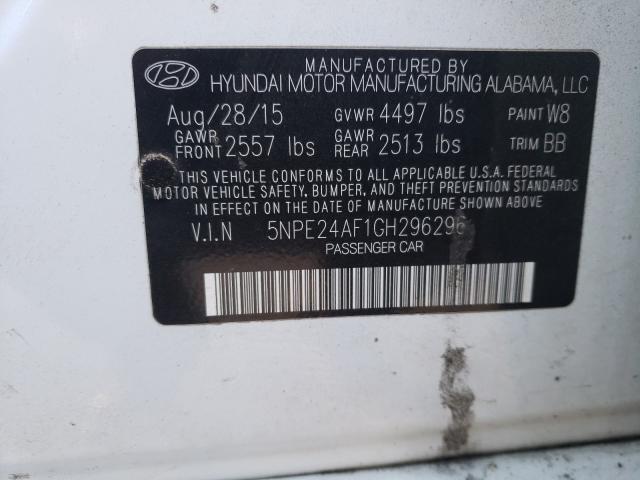 MANUFACTURED BY
HYUNDAI MOTOR MANUFACTURING ALABAMA, LLC
Aug/28/15 GVWR 4497 lbs PAINT W8
GAWR FRONT 2557 lbs GAWR REAR 2513 lbs TRIM BB
THIS VEHICLE CONFORMS TO ALL APPLICABLE U.S.A. FEDERAL
MOTOR VEHICLE SAFETY, BUMPER, AND THEFT PREVENTION STANDARDS
IN EFFECT ON THE DATE OF MANUFACTURE SHOWN ABOVE.
V.I.N 5NPE24AF1GH296296
PASSENGER CAR